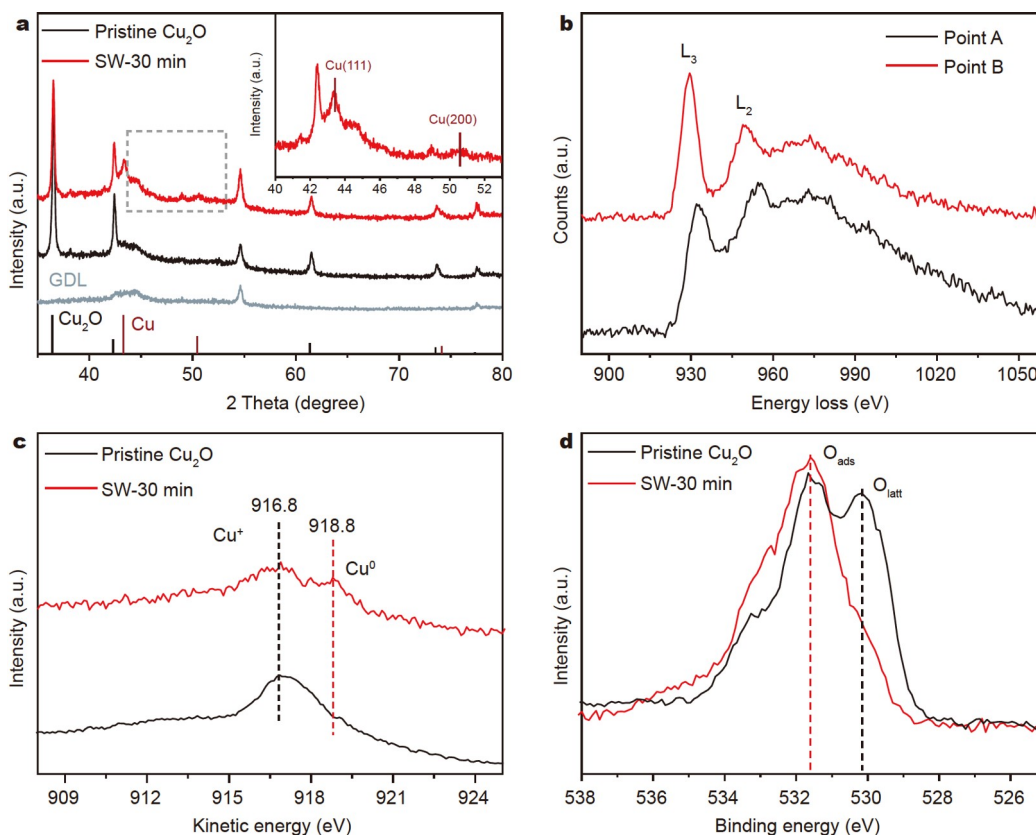 a
Pristine Cu₂O
SW-30 min
Intensity (a.u.)
Cu(111)
Cu(200)
40 42 44 46 48 50 52
Intensity (a.u.)
GDL
Cu₂O
Cu
40 50 60 70 80
2 Theta (degree)
b
Point A
Point B
L₃
L₂
Counts (a.u.)
900 930 960 990 1020 1050
Energy loss (eV)
c
Pristine Cu₂O
SW-30 min
916.8
918.8
Cu⁺
Cu⁰
Intensity (a.u.)
909 912 915 918 921 924
Kinetic energy (eV)
d
Pristine Cu₂O
SW-30 min
Oads
Olatt
Intensity (a.u.)
538 536 534 532 530 528 526
Binding energy (eV)